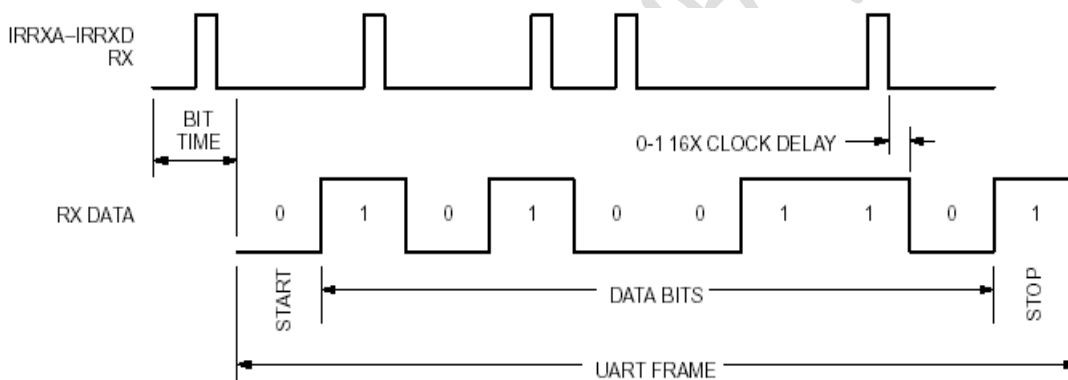 IRRXA–IRRXD
RX
BIT
TIME
0-1 16X CLOCK DELAY
RX DATA
0 1 0 1 0 0 1 1 0 1
START
DATA BITS
STOP
UART FRAME